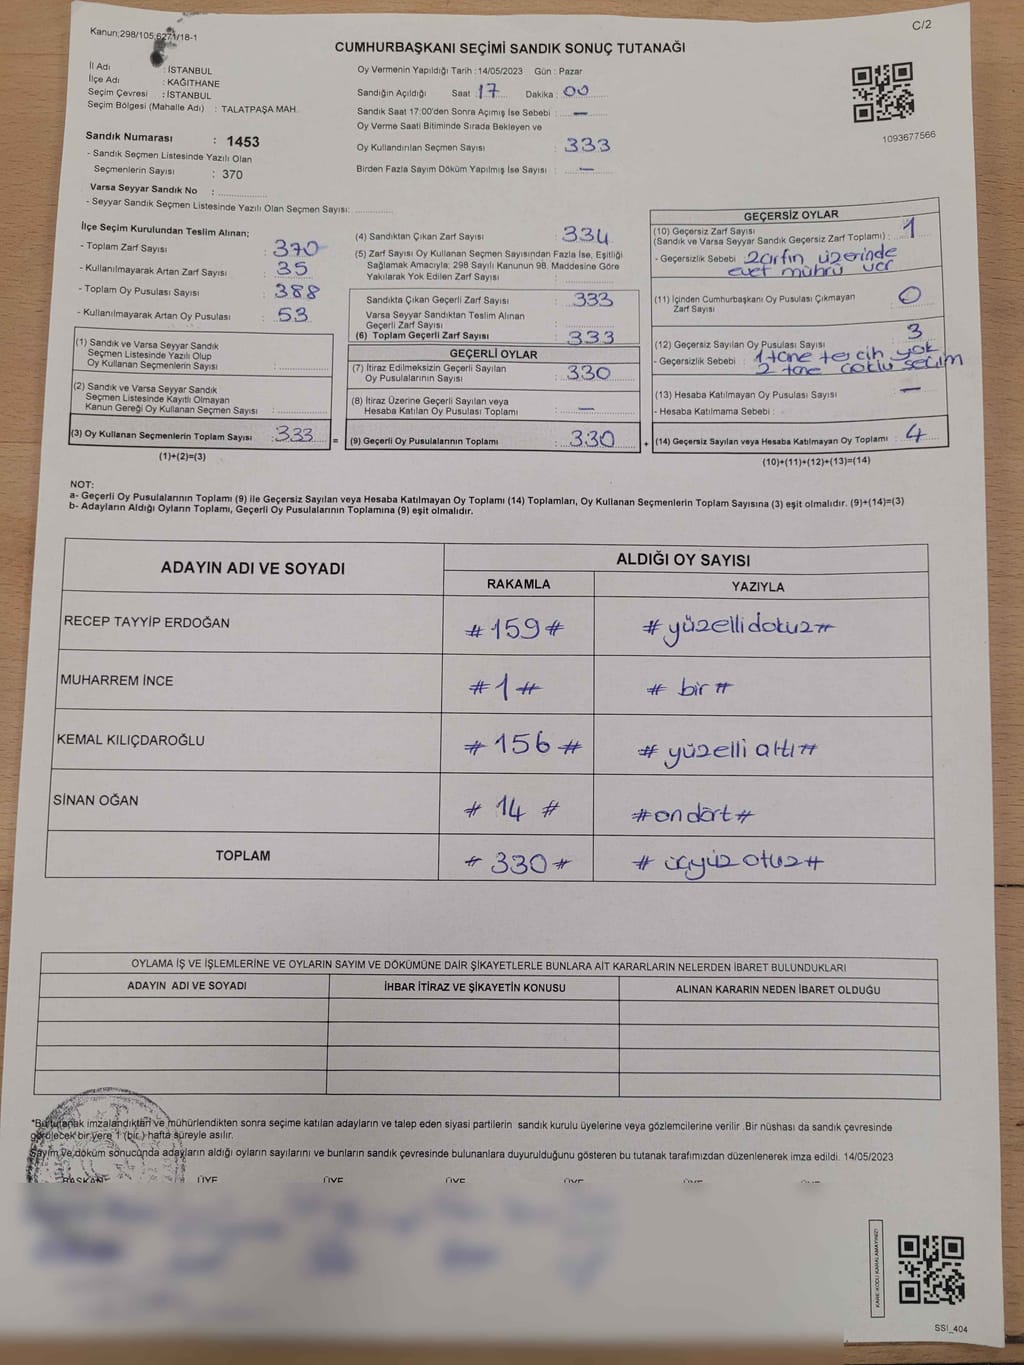 C/2
Kanun;298/105;6271/18-1
CUMHURBAŞKANI SEÇİMİ SANDIK SONUÇ TUTANAĞI
İl Adı : İSTANBUL
İlçe Adı : KAĞITHANE
Seçim Çevresi : İSTANBUL
Seçim Bölgesi (Mahalle Adı) : TALATPAŞA MAH.
Sandık Numarası : 1453
- Sandık Seçmen Listesinde Yazılı Olan
Seçmenlerin Sayısı : 370
Varsa Seyyar Sandık No :
- Seyyar Sandık Seçmen Listesinde Yazılı Olan Seçmen Sayısı:
Oy Vermenin Yapıldığı Tarih : 14/05/2023 Gün : Pazar
Sandığın Açıldığı Saat : 17 Dakika : 00
Sandık Saat 17:00'den Sonra Açımış İse Sebebi : —
Oy Verme Saati Bitiminde Sırada Bekleyen ve
Oy Kullandırılan Seçmen Sayısı : 333
Birden Fazla Sayım Döküm Yapılmış İse Sayısı : —
1093677566
İlçe Seçim Kurulundan Teslim Alınan;
- Toplam Zarf Sayısı : 370
- Kullanılmayarak Artan Zarf Sayısı : 35
- Toplam Oy Pusulası Sayısı : 388
- Kullanılmayarak Artan Oy Pusulası : 53
(1) Sandık ve Varsa Seyyar Sandık
Seçmen Listesinde Yazılı Olup
Oy Kullanan Seçmenlerin Sayısı :
(2) Sandık ve Varsa Seyyar Sandık
Seçmen Listesinde Kayıtlı Olmayan
Kanun Gereği Oy Kullanan Seçmen Sayısı :
(3) Oy Kullanan Seçmenlerin Toplam Sayısı : 333 =
(1)+(2)=(3)
(4) Sandıktan Çıkan Zarf Sayısı : 334
(5) Zarf Sayısı Oy Kullanan Seçmen Sayısından Fazla İse, Eşitliği
Sağlamak Amacıyla; 298 Sayılı Kanunun 98. Maddesine Göre
Yakılarak Yok Edilen Zarf Sayısı :
Sandıkta Çıkan Geçerli Zarf Sayısı : 333
Varsa Seyyar Sandıktan Teslim Alınan
Geçerli Zarf Sayısı :
(6) Toplam Geçerli Zarf Sayısı : 333
GEÇERLİ OYLAR
(7) İtiraz Edilmeksizin Geçerli Sayılan
Oy Pusulalarının Sayısı : 330
(8) İtiraz Üzerine Geçerli Sayılan veya
Hesaba Katılan Oy Pusulası Toplamı : —
(9) Geçerli Oy Pusulalarının Toplamı : 330 +
GEÇERSİZ OYLAR
(10) Geçersiz Zarf Sayısı
(Sandık ve Varsa Seyyar Sandık Geçersiz Zarf Toplamı) : 1
- Geçersizlik Sebebi : zarfın üzerinde
evet mührü var
(11) İçinden Cumhurbaşkanı Oy Pusulası Çıkmayan
Zarf Sayısı : 0
(12) Geçersiz Sayılan Oy Pusulası Sayısı : 3
- Geçersizlik Sebebi : 1 tane tercih yok
2 tane çoklu seçim
(13) Hesaba Katılmayan Oy Pusulası Sayısı : —
- Hesaba Katılmama Sebebi :
(14) Geçersiz Sayılan veya Hesaba Katılmayan Oy Toplamı : 4
(10)+(11)+(12)+(13)=(14)
NOT:
a- Geçerli Oy Pusulalarının Toplamı (9) ile Geçersiz Sayılan veya Hesaba Katılmayan Oy Toplamı (14) Toplamları, Oy Kullanan Seçmenlerin Toplam Sayısına (3) eşit olmalıdır. (9)+(14)=(3)
b- Adayların Aldığı Oyların Toplamı, Geçerli Oy Pusulalarının Toplamına (9) eşit olmalıdır.
ADAYIN ADI VE SOYADI
ALDIĞI OY SAYISI
RAKAMLA YAZIYLA
RECEP TAYYİP ERDOĞAN #159# #yüzellidokuz#
MUHARREM İNCE #1# # bir #
KEMAL KILIÇDAROĞLU #156# # yüzelli altı #
SİNAN OĞAN # 14 # #ondört#
TOPLAM # 330# # üçyüz otuz#
OYLAMA İŞ VE İŞLEMLERİNE VE OYLARIN SAYIM VE DÖKÜMÜNE DAİR ŞİKAYETLERLE BUNLARA AİT KARARLARIN NELERDEN İBARET BULUNDUKLARI
ADAYIN ADI VE SOYADI İHBAR İTİRAZ VE ŞİKAYETİN KONUSU ALINAN KARARIN NEDEN İBARET OLDUĞU
*Bu tutanak imzalandıktan ve mühürlendikten sonra seçime katılan adayların ve talep eden siyasi partilerin sandık kurulu üyelerine veya gözlemcilerine verilir .Bir nüshası da sandık çevresinde
görülecek bir yere 1 (bir ) hafta süreyle asılır.
Sayım ve döküm sonucunda adayların aldığı oyların sayılarını ve bunların sandık çevresinde bulunanlara duyurulduğunu gösteren bu tutanak tarafımızdan düzenlenerek imza edildi. 14/05/2023
BAŞKAN ÜYE ÜYE ÜYE ÜYE
KARE KODU KARALAMAYINIZ!
SSI_404